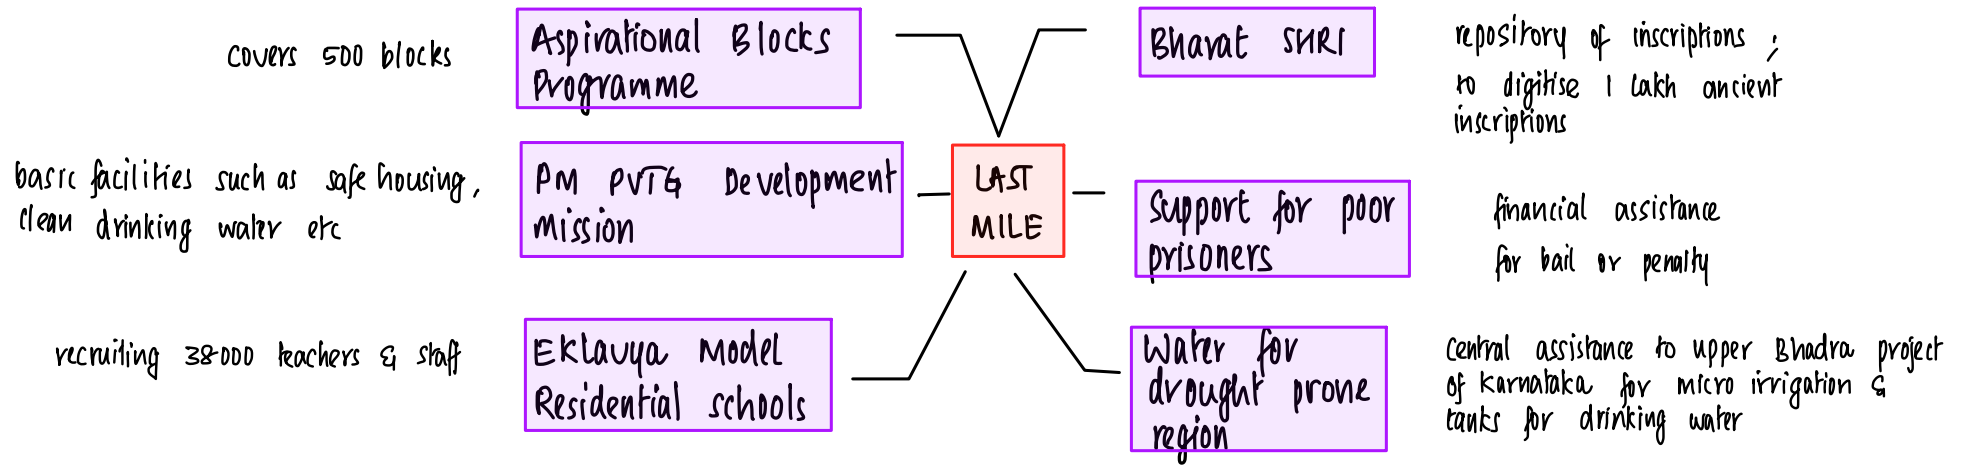 covers 500 blocks
Aspirational Blocks
Programme
basic facilities such as safe housing,
clean drinking water etc
PM PVTG Development
mission
recruiting 38000 teachers & staff
Eklavya Model
Residential schools
LAST
MILE
Bharat SHRI
repository of inscriptions ;
to digitise 1 lakh ancient
inscriptions
Support for poor
prisoners
financial assistance
for bail or penalty
Water for
drought prone
region
Central assistance to upper Bhadra project
of Karnataka for micro irrigation &
tanks for drinking water